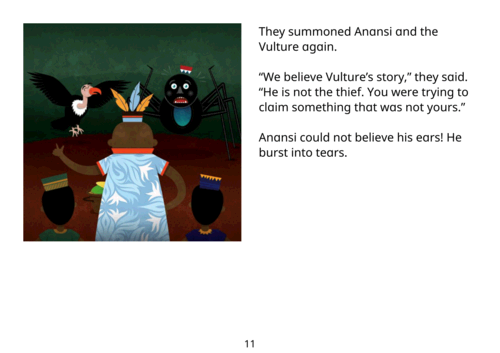 They summoned Anansi and the
Vulture again.
“We believe Vulture’s story,” they said.
“He is not the thief. You were trying to
claim something that was not yours.”
Anansi could not believe his ears! He
burst into tears.
11